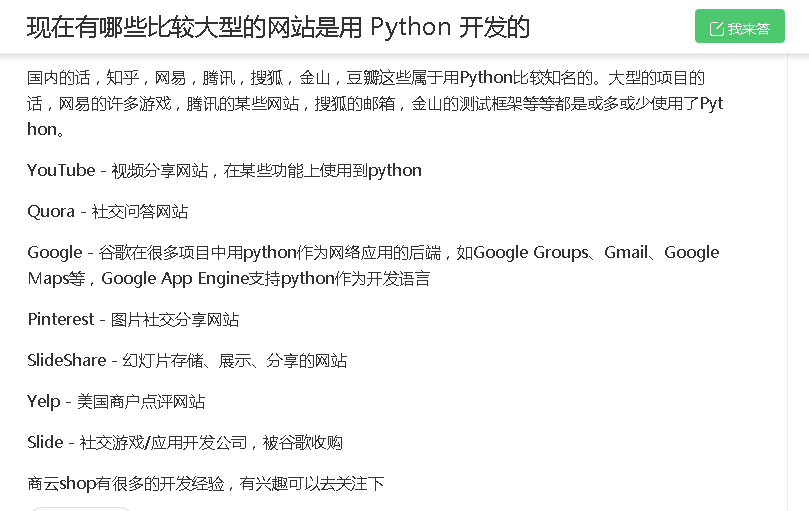 现在有哪些比较大型的网站是用 Python 开发的
我来答
国内的话，知乎，网易，腾讯，搜狐，金山，豆瓣这些属于用Python比较知名的。大型的项目的
话，网易的许多游戏，腾讯的某些网站，搜狐的邮箱，金山的测试框架等等都是或多或少使用了Pyt
hon。
YouTube - 视频分享网站，在某些功能上使用到python
Quora - 社交问答网站
Google - 谷歌在很多项目中用python作为网络应用的后端，如Google Groups、Gmail、Google
Maps等，Google App Engine支持python作为开发语言
Pinterest - 图片社交分享网站
SlideShare - 幻灯片存储、展示、分享的网站
Yelp - 美国商户点评网站
Slide - 社交游戏/应用开发公司，被谷歌收购
商云shop有很多的开发经验，有兴趣可以去关注下